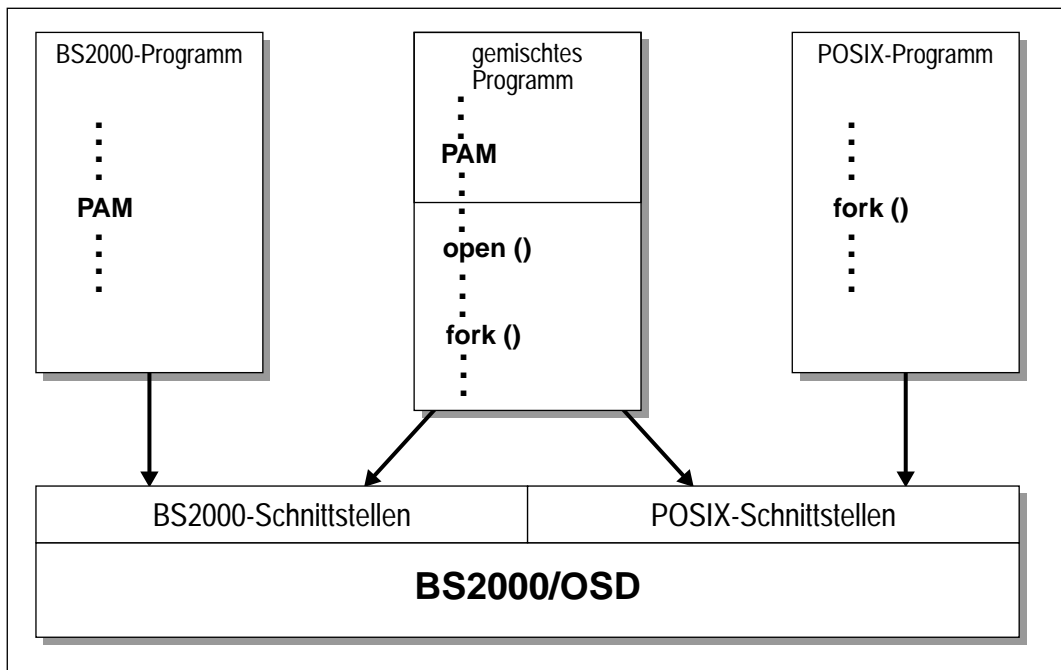 BS2000-Programm
PAM
gemischtes
Programm
PAM
open ()
fork ()
POSIX-Programm
fork ()
BS2000-Schnittstellen
POSIX-Schnittstellen
BS2000/OSD